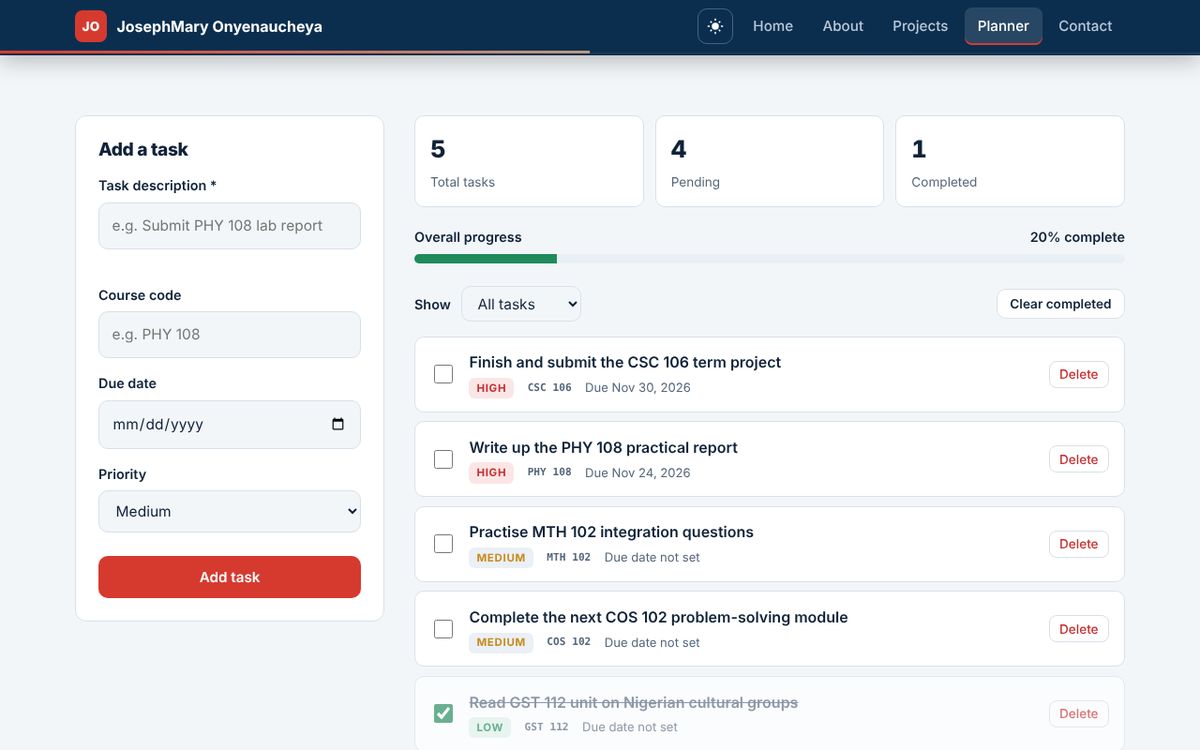 JO JosephMary Onyenaucheya Home About Projects Planner Contact
Add a task
Task description *
e.g. Submit PHY 108 lab report
Course code
e.g. PHY 108
Due date
mm/dd/yyyy
Priority
Medium
Add task
5
Total tasks
4
Pending
1
Completed
Overall progress 20% complete
Show All tasks Clear completed
Finish and submit the CSC 106 term project
HIGH CSC 106 Due Nov 30, 2026 Delete
Write up the PHY 108 practical report
HIGH PHY 108 Due Nov 24, 2026 Delete
Practise MTH 102 integration questions
MEDIUM MTH 102 Due date not set Delete
Complete the next COS 102 problem-solving module
MEDIUM COS 102 Due date not set Delete
Read GST 112 unit on Nigerian cultural groups
LOW GST 112 Due date not set Delete